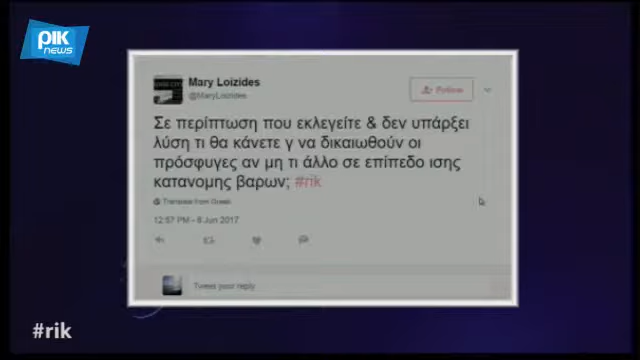 ΡΙΚ
news
Mary Loizides
@MaryLoizides
Follow
Σε περίπτωση που εκλεγείτε & δεν υπάρξει
λύση τι θα κάνετε γ να δικαιωθούν οι
πρόσφυγες αν μη τι άλλο σε επίπεδο ισης
κατανομης βαρων; #rik
Translate from Greek
12:57 PM - 8 Jun 2017
Tweet your reply
#rik